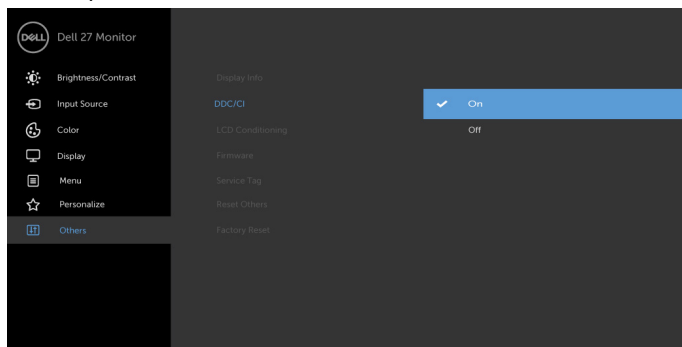 DELL Dell 27 Monitor
Brightness/Contrast
Input Source
Color
Display
Menu
Personalize
Others
Display Info
DDC/CI
LCD Conditioning
Firmware
Service Tag
Reset Others
Factory Reset
On
Off